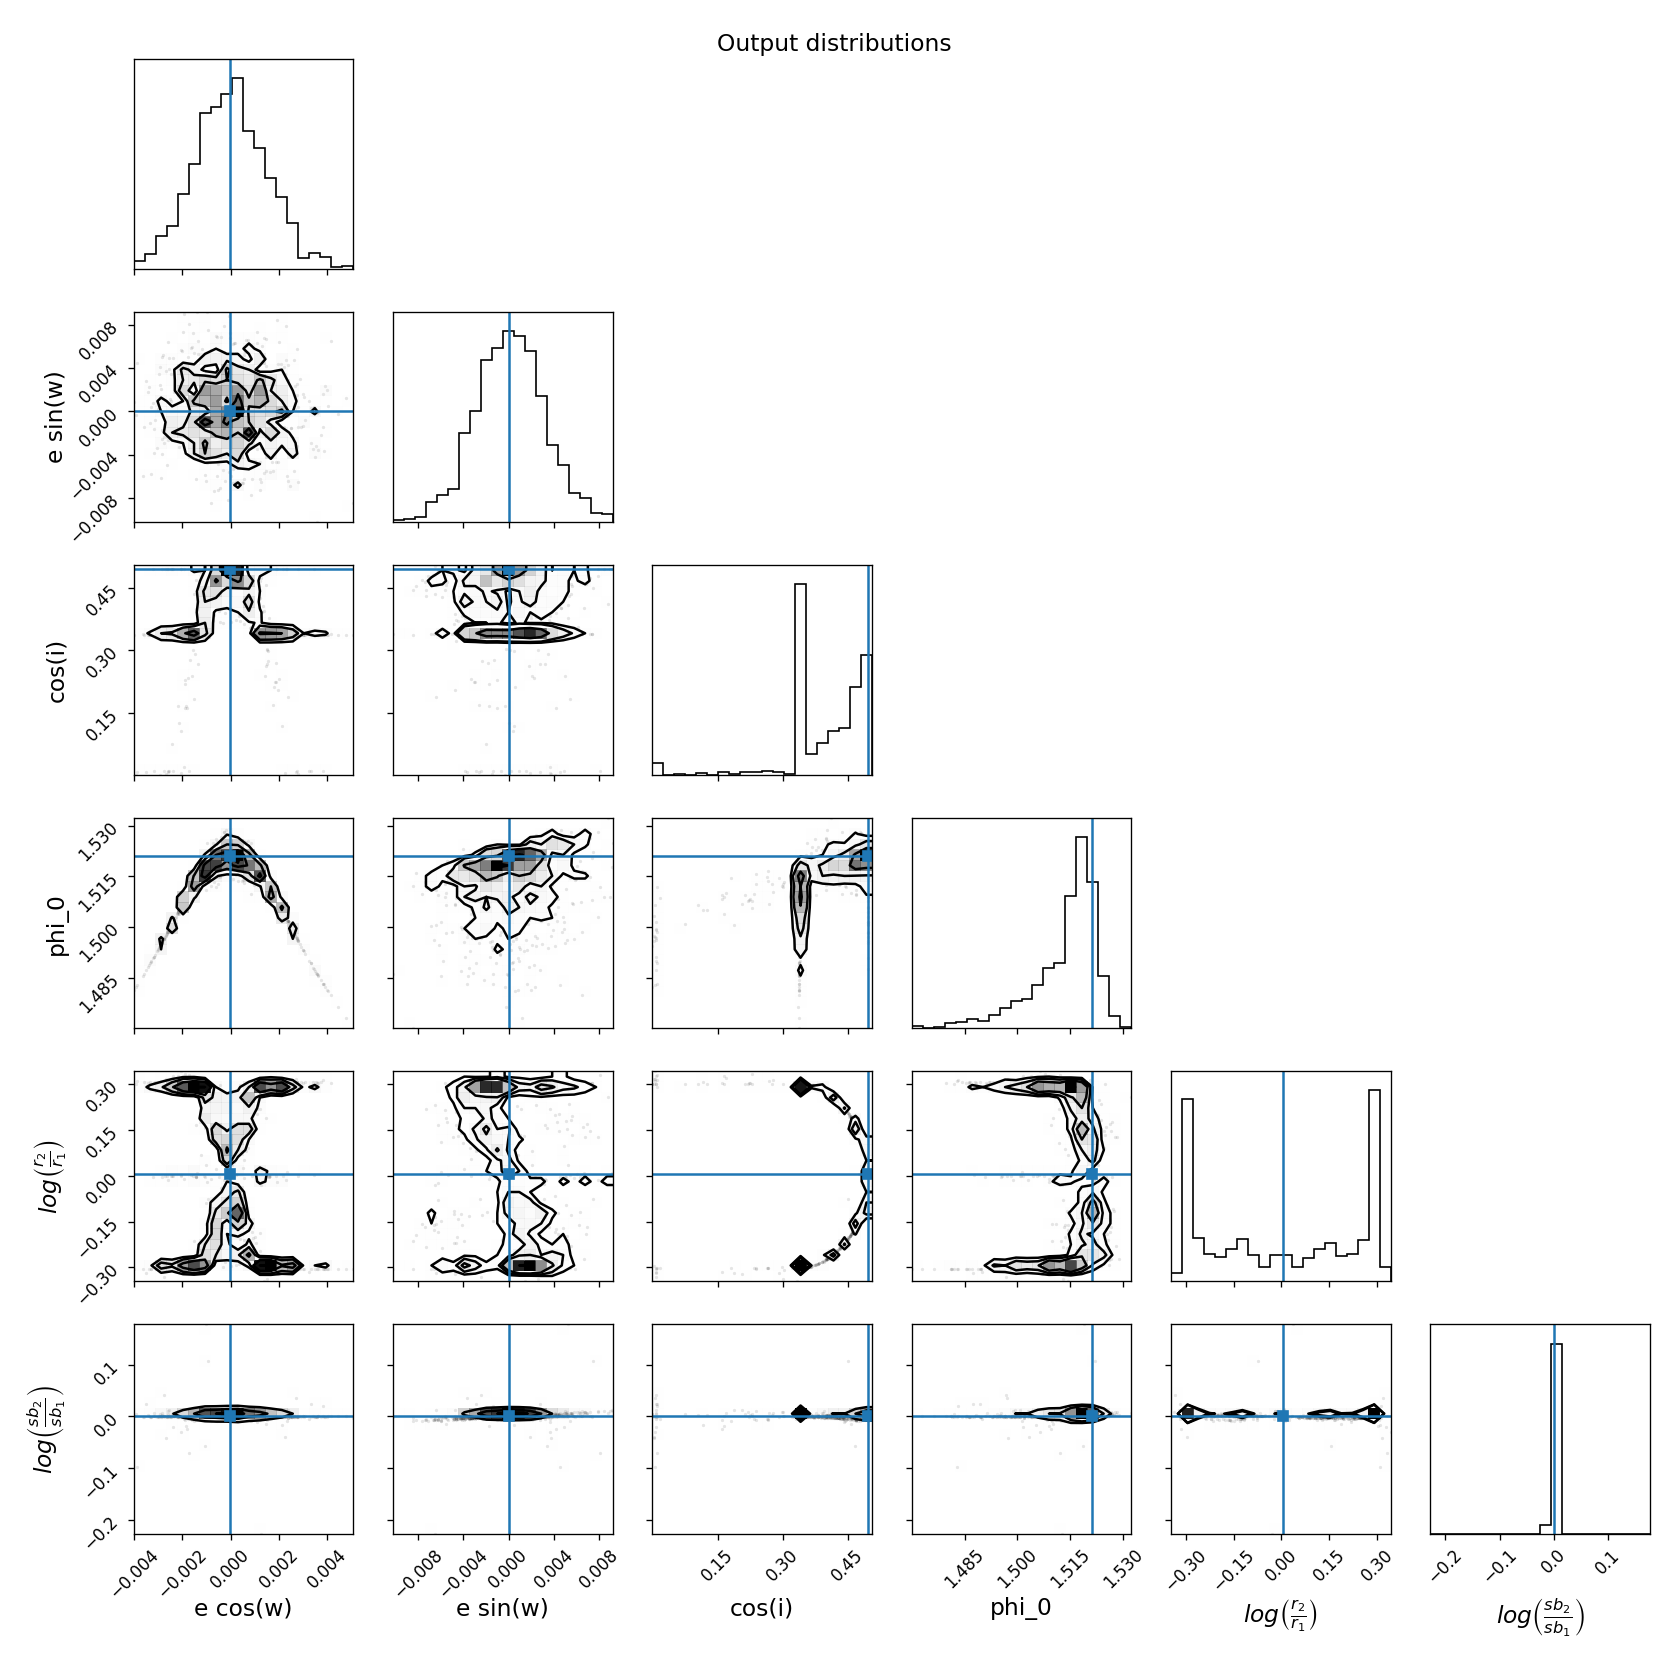 Output distributions
e sin(w)
0.008
0.004
0.000
−0.004
−0.008
cos(i)
0.45
0.30
0.15
phi_0
1.530
1.515
1.500
1.485
log(r₂/r₁)
0.30
0.15
0.00
−0.15
−0.30
log(sb₂/sb₁)
0.1
0.0
−0.1
−0.2
−0.004 −0.002 0.000 0.002 0.004 −0.008 −0.004 0.000 0.004 0.008 0.15 0.30 0.45 1.485 1.500 1.515 1.530 −0.30 −0.15 0.00 0.15 0.30 −0.2 −0.1 0.0 0.1
e cos(w) e sin(w) cos(i) phi_0 log(r₂/r₁) log(sb₂/sb₁)